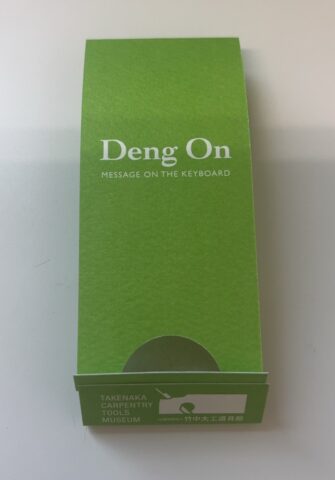 Deng On
MESSAGE ON THE KEYBOARD
TAKENAKA
CARPENTRY
TOOLS
MUSEUM
竹中大工道具館